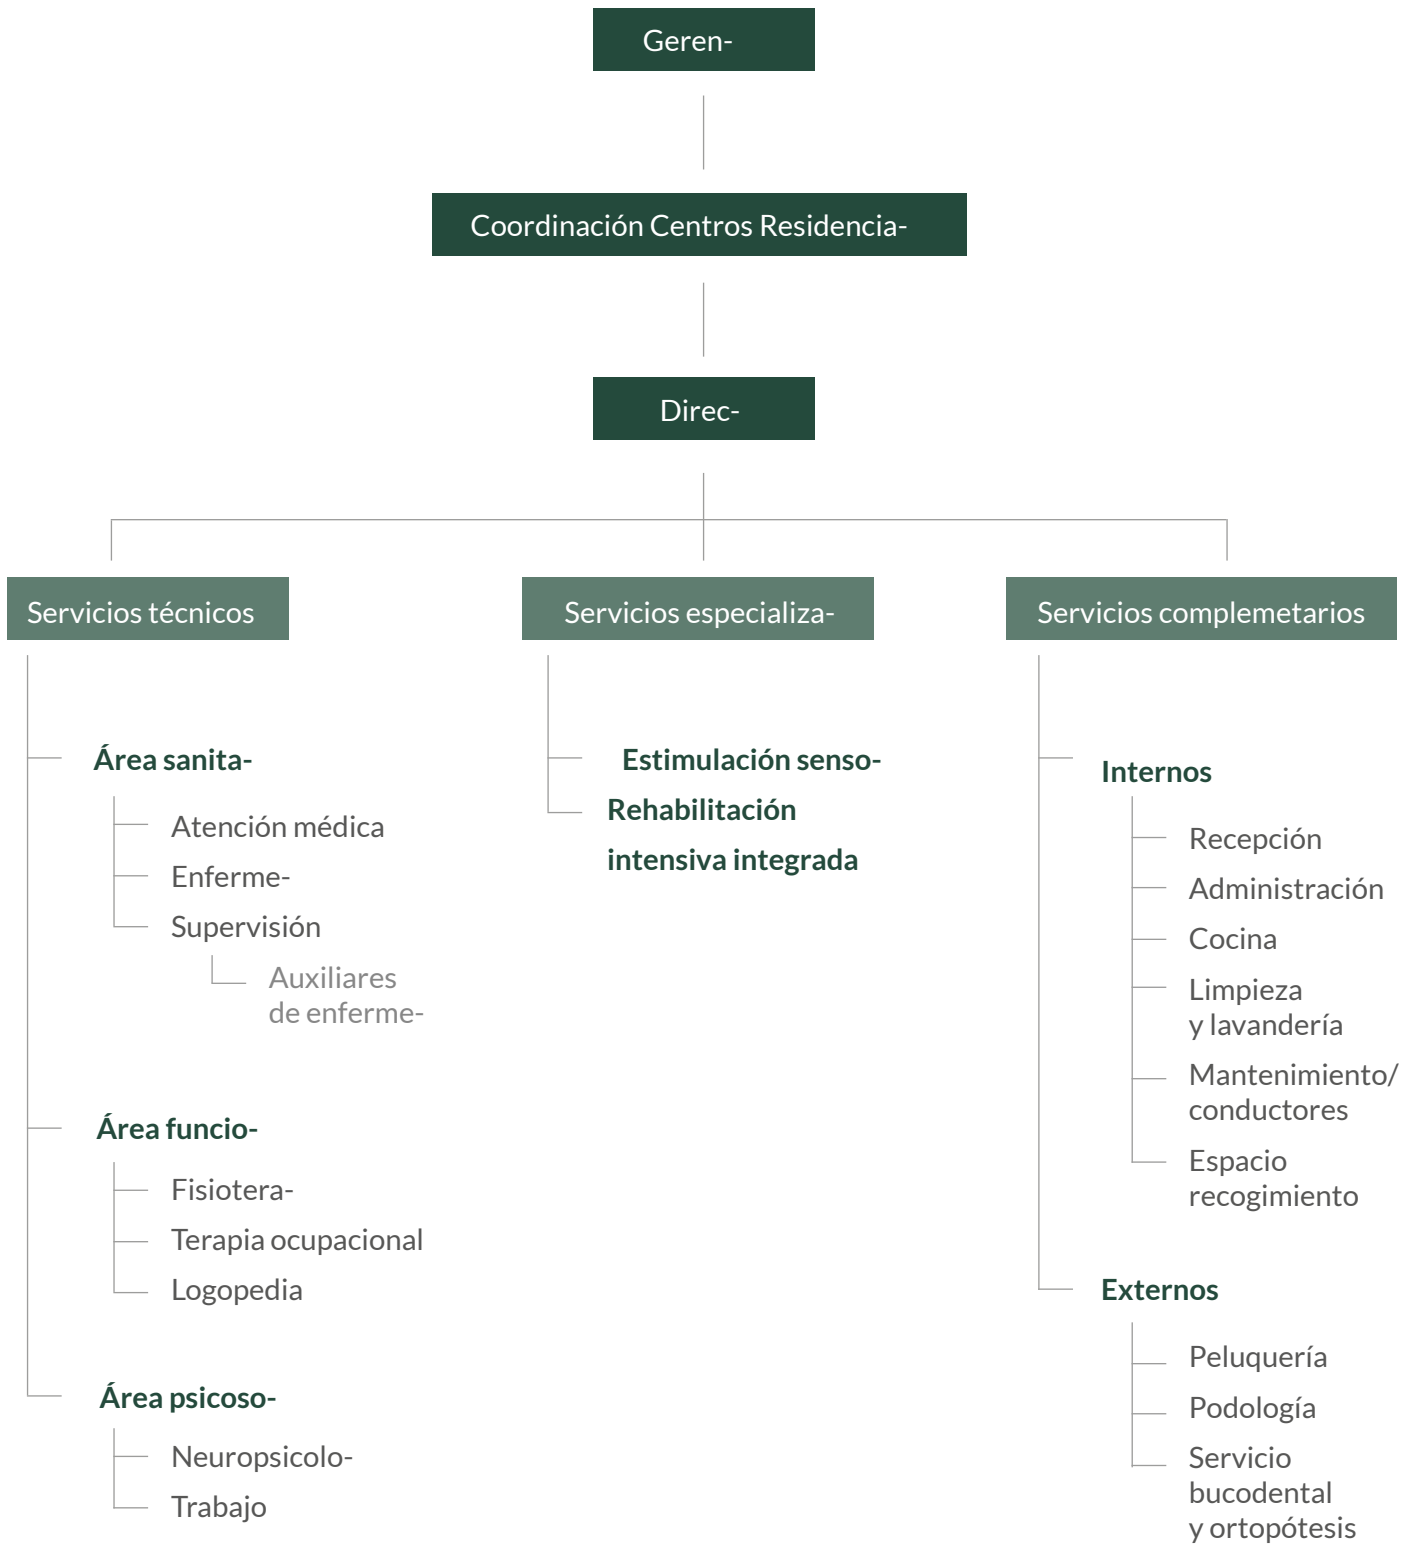 Geren-
Coordinación Centros Residencia-
Direc-
Servicios técnicos
Área sanita-
Atención médica
Enferme-
Supervisión
Auxiliares
de enferme-
Área funcio-
Fisiotera-
Terapia ocupacional
Logopedia
Área psicoso-
Neuropsicolo-
Trabajo
Servicios especializa-
Estimulación senso-
Rehabilitación
intensiva integrada
Servicios complemetarios
Internos
Recepción
Administración
Cocina
Limpieza
y lavandería
Mantenimiento/
conductores
Espacio
recogimiento
Externos
Peluquería
Podología
Servicio
bucodental
y ortopótesis